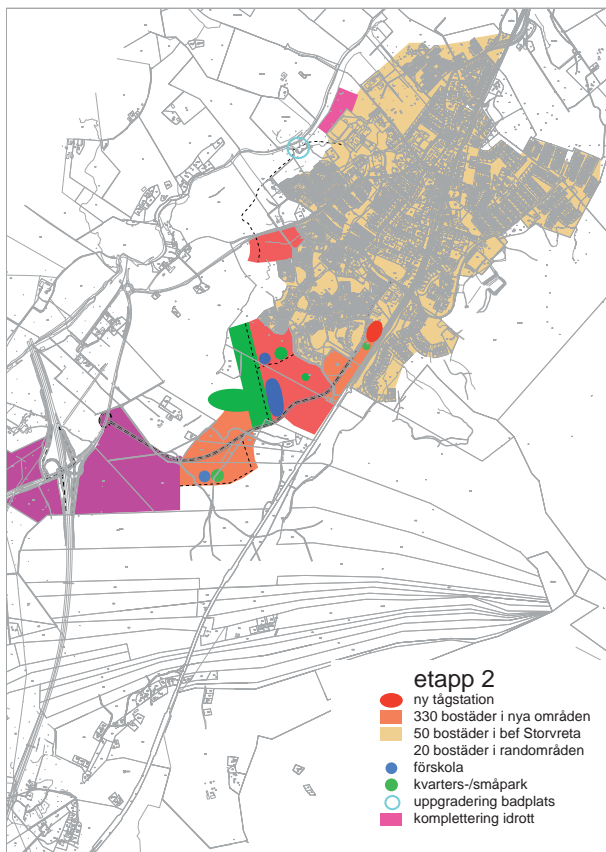 etapp 2
ny tågstation
330 bostäder i nya områden
50 bostäder i bef Storvreta
20 bostäder i randområden
förskola
kvarters-/småpark
uppgradering badplats
komplettering idrott